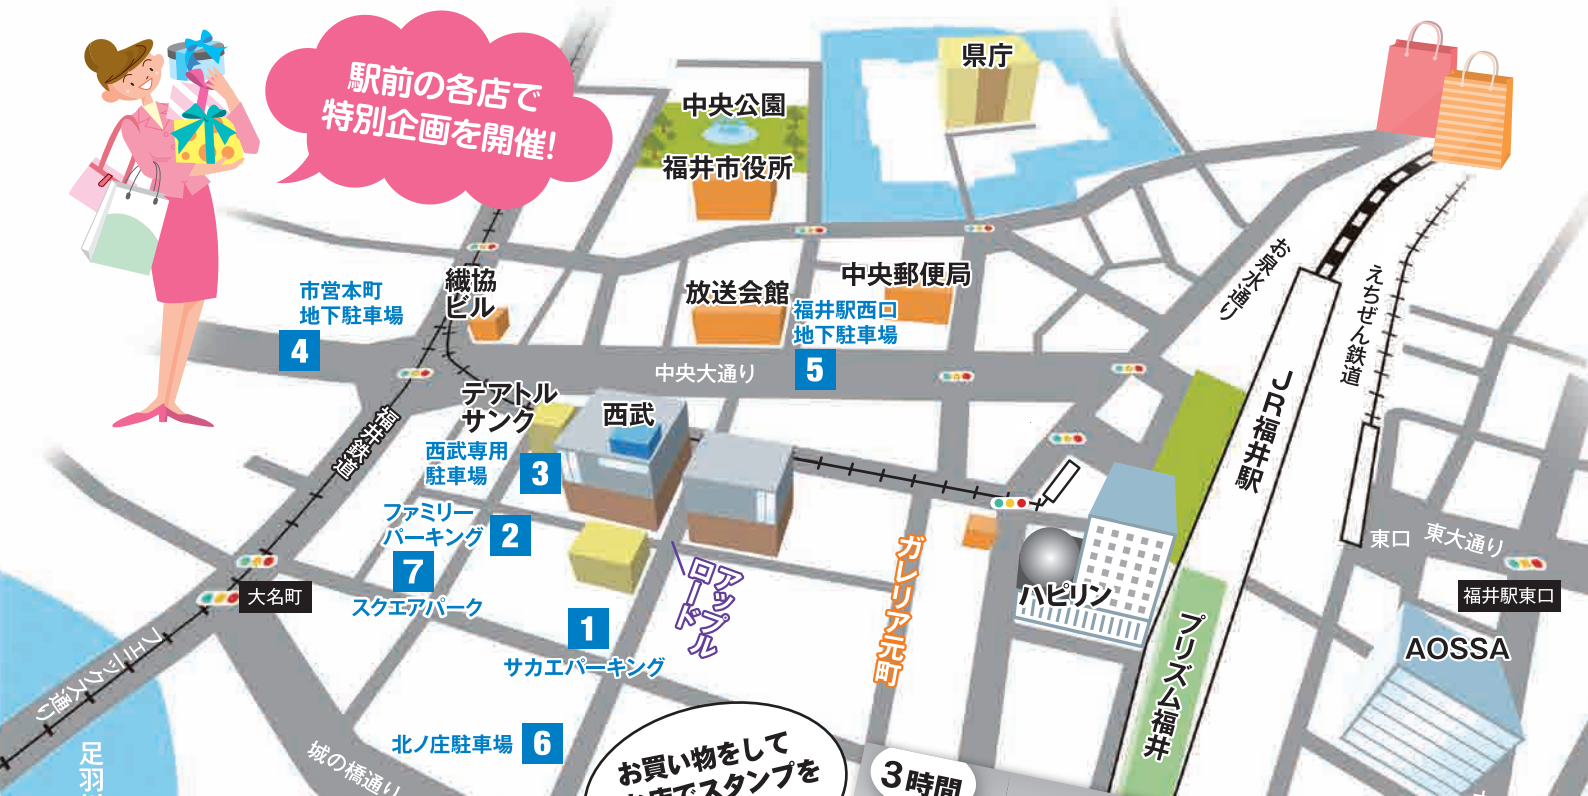 駅前の各店で
特別企画を開催!
県庁
中央公園
福井市役所
繊協
ビル
市営本町
地下駐車場
4
放送会館
中央郵便局
福井駅西口
地下駐車場
5
中央大通り
お泉水通り
えちぜん鉄道
JR福井駅
テアトル
サンク
西武
福井鉄道
西武専用
駐車場
3
ファミリー
パーキング
2
7
スクエアパーク
大名町
アップル
ロード
ガレリア元町
ハピリン
プリズム福井
東口
東大通り
福井駅東口
AOSSA
1
サカエパーキング
フェニックス通り
北ノ庄駐車場
6
城の橋通り
足羽
お買い物をして
お店でスタンプを
3時間